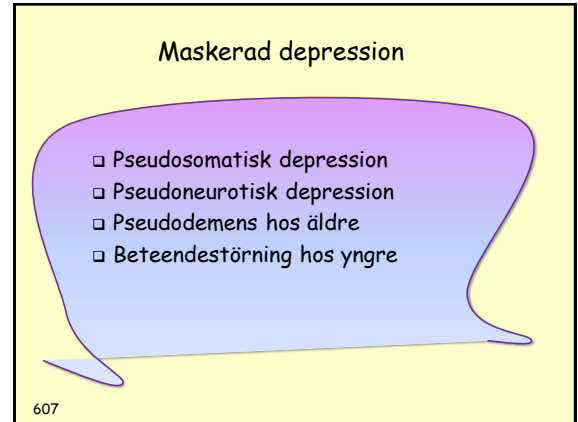 Maskerad depression
❑ Pseudosomatisk depression
❑ Pseudoneurotisk depression
❑ Pseudodemens hos äldre
❑ Beteendestörning hos yngre
607